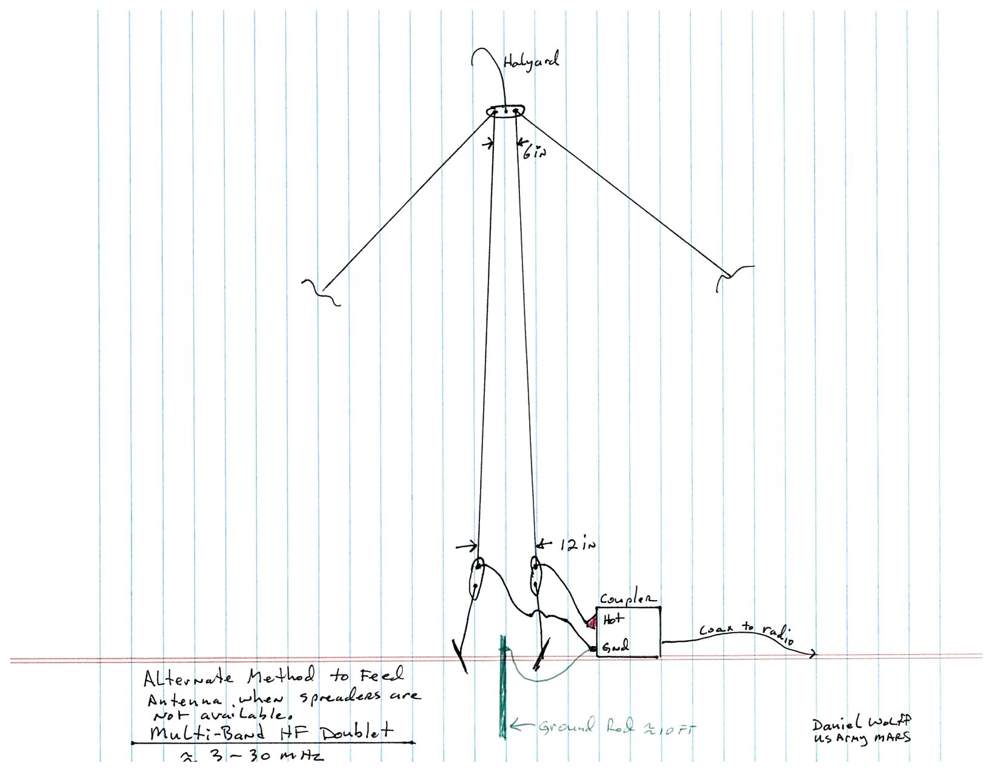 Halyard
6in
12in
Coupler
Hot
Gnd
Coax to radio
Alternate Method to Feed
Antenna when spreaders are
Not available.
Multi-Band HF Doublet
≈ 3-30 MHz
← Ground Rod ≈10 FT
Daniel Wolff
US Army MARS